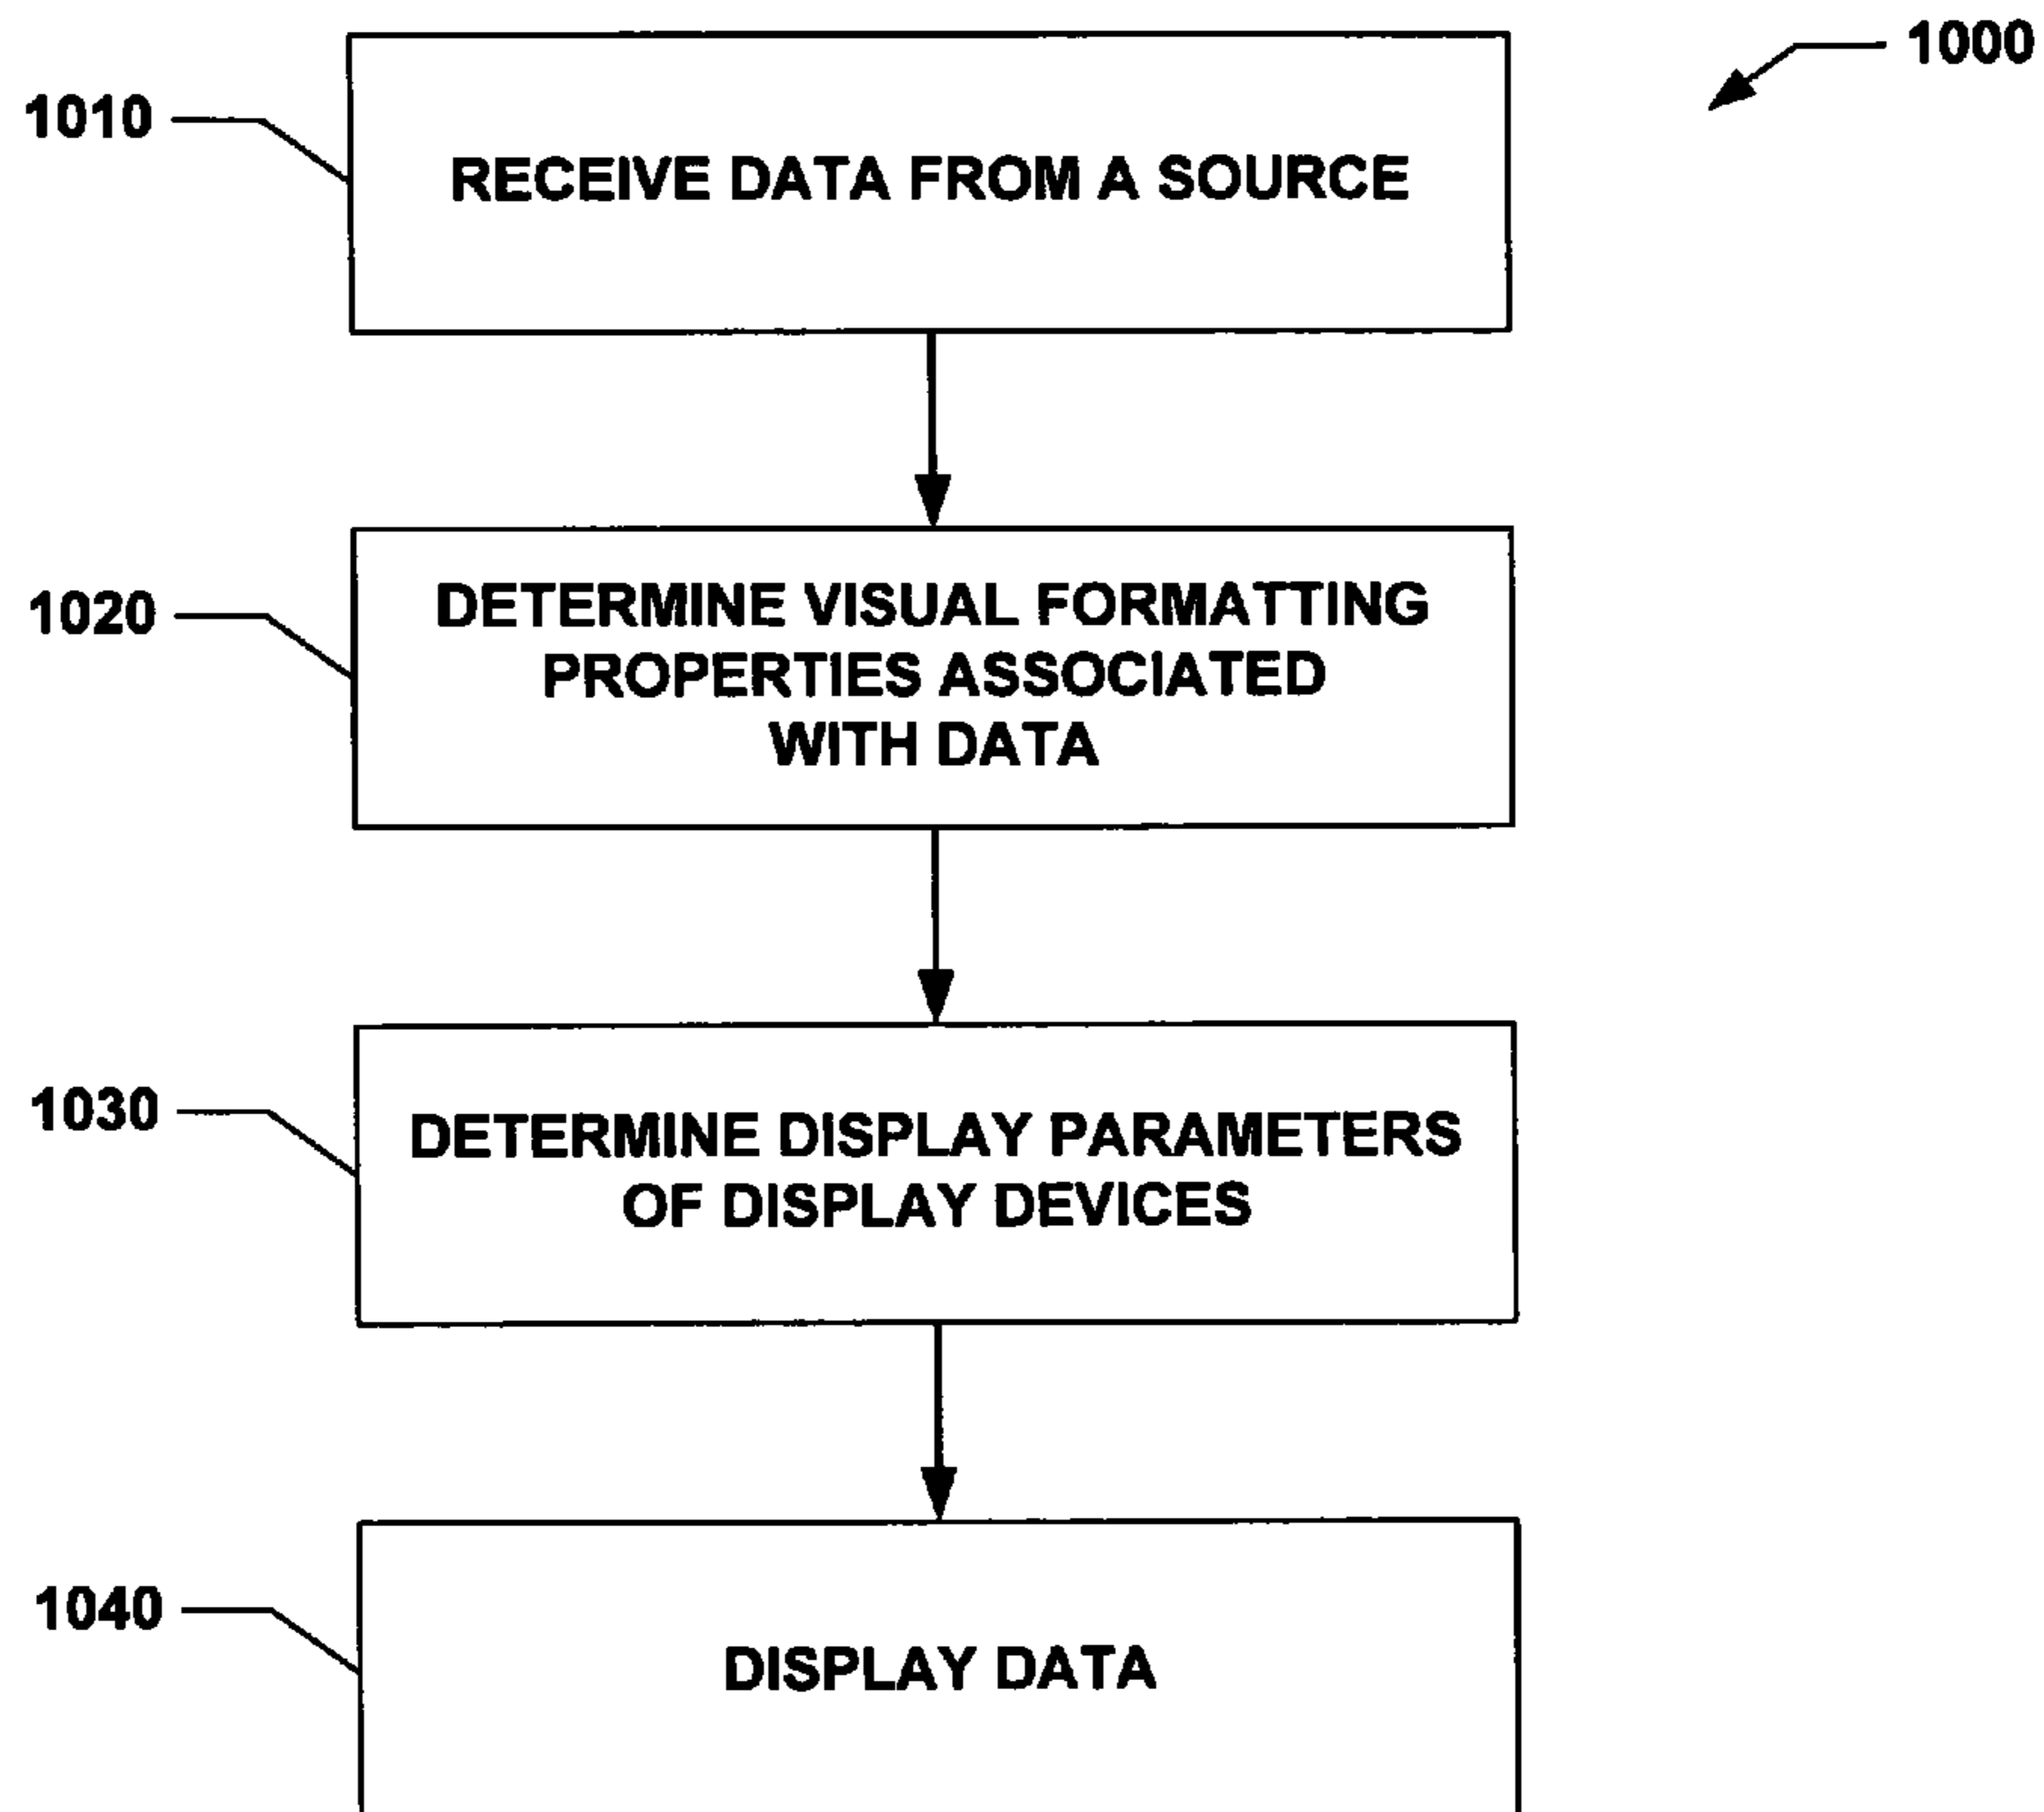 1000
1010
RECEIVE DATA FROM A SOURCE
1020
DETERMINE VISUAL FORMATTING
PROPERTIES ASSOCIATED
WITH DATA
1030
DETERMINE DISPLAY PARAMETERS
OF DISPLAY DEVICES
1040
DISPLAY DATA